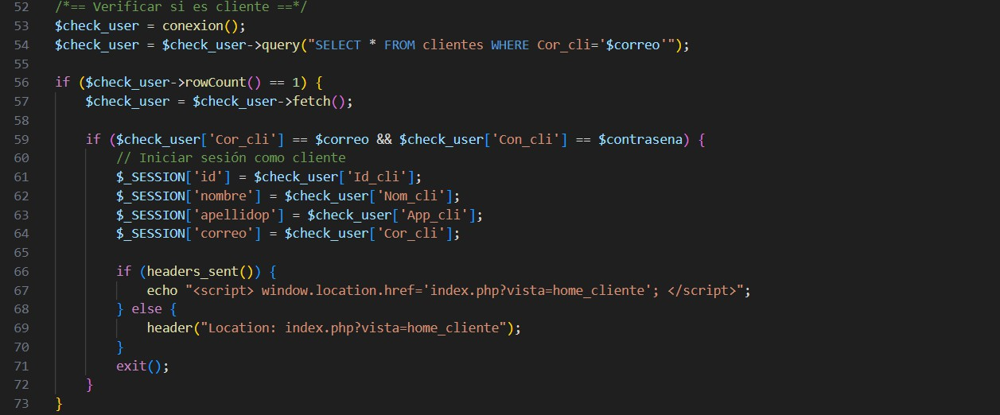 52 /*== Verificar si es cliente ==*/
53 $check_user = conexion();
54 $check_user = $check_user->query("SELECT * FROM clientes WHERE Cor_cli='$correo'");
55
56 if ($check_user->rowCount() == 1) {
57 $check_user = $check_user->fetch();
58
59 if ($check_user['Cor_cli'] == $correo && $check_user['Con_cli'] == $contrasena) {
60 // Iniciar sesión como cliente
61 $_SESSION['id'] = $check_user['Id_cli'];
62 $_SESSION['nombre'] = $check_user['Nom_cli'];
63 $_SESSION['apellidop'] = $check_user['App_cli'];
64 $_SESSION['correo'] = $check_user['Cor_cli'];
65
66 if (headers_sent()) {
67 echo "<script> window.location.href='index.php?vista=home_cliente'; </script>";
68 } else {
69 header("Location: index.php?vista=home_cliente");
70 }
71 exit();
72 }
73 }